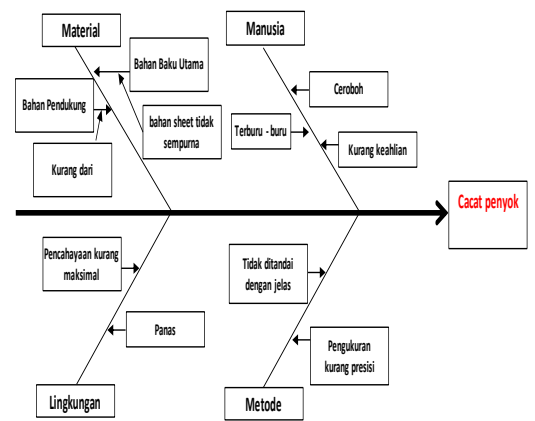 Material
Manusia
Bahan Baku Utama
Bahan Pendukung
bahan sheet tidak
sempurna
Kurang dari
Ceroboh
Terburu - buru
Kurang keahlian
Cacat penyok
Pencahayaan kurang
maksimal
Panas
Tidak ditandai
dengan jelas
Pengukuran
kurang presisi
Lingkungan
Metode